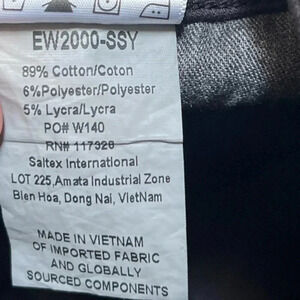 EW2000-SSY
89% Cotton/Coton
6%Polyester/Polyester
5% Lycra/Lycra
PO# W140
RN# 117320
Saltex International
LOT 225,Amata Industrial Zone
Bien Hoa, Dong Nai, VietNam
MADE IN VIETNAM
OF IMPORTED FABRIC
AND GLOBALLY
SOURCED COMPONENTS